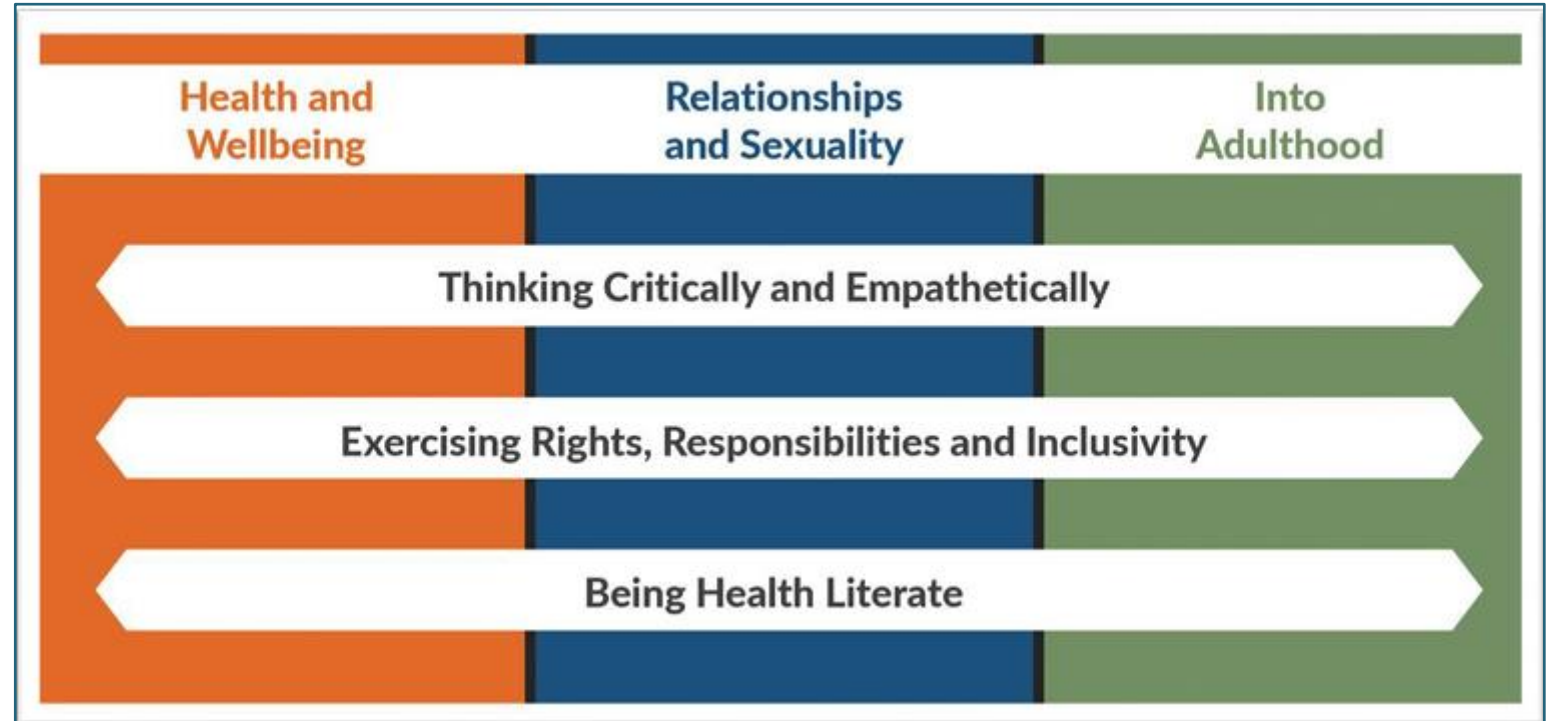 Health and
Wellbeing
Relationships
and Sexuality
Into
Adulthood
Thinking Critically and Empathetically
Exercising Rights, Responsibilities and Inclusivity
Being Health Literate